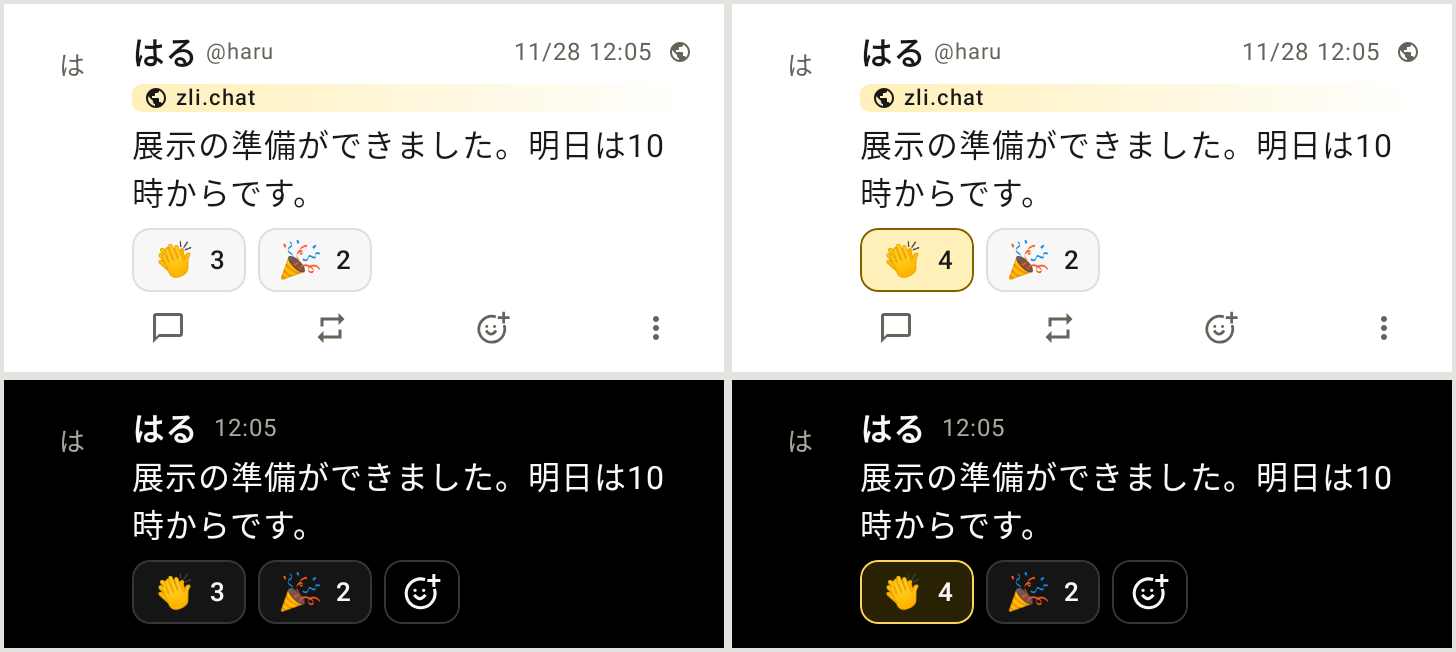 は
はる @haru 11/28 12:05
zli.chat
展示の準備ができました。明日は10
時からです。
👏 3 🎉 2
は
はる @haru 11/28 12:05
zli.chat
展示の準備ができました。明日は10
時からです。
👏 4 🎉 2
は
はる 12:05
展示の準備ができました。明日は10
時からです。
👏 3 🎉 2
は
はる 12:05
展示の準備ができました。明日は10
時からです。
👏 4 🎉 2